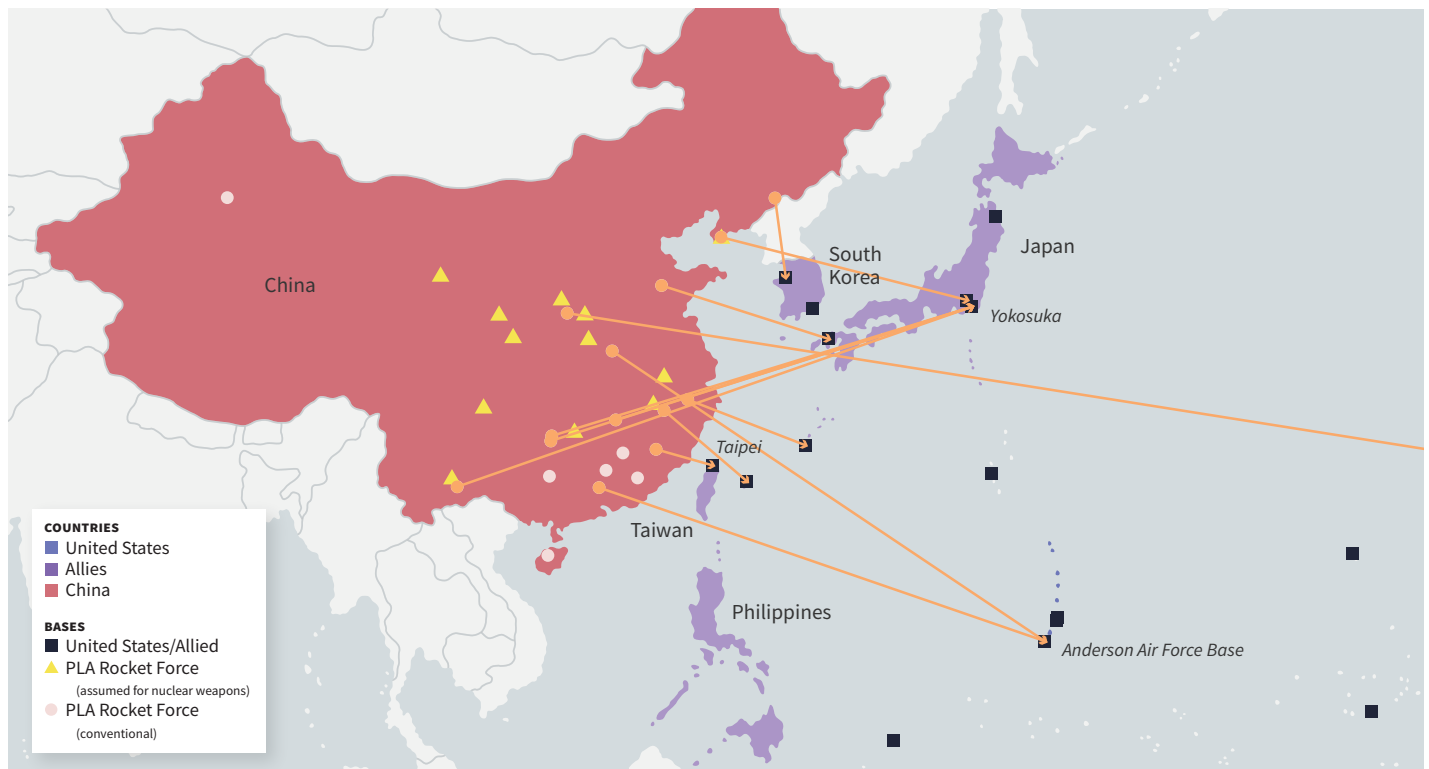 China
South
Korea
Japan
Yokosuka
Taipei
Taiwan
Philippines
Anderson Air Force Base
COUNTRIES
United States
Allies
China
BASES
United States/Allied
PLA Rocket Force
(assumed for nuclear weapons)
PLA Rocket Force
(conventional)